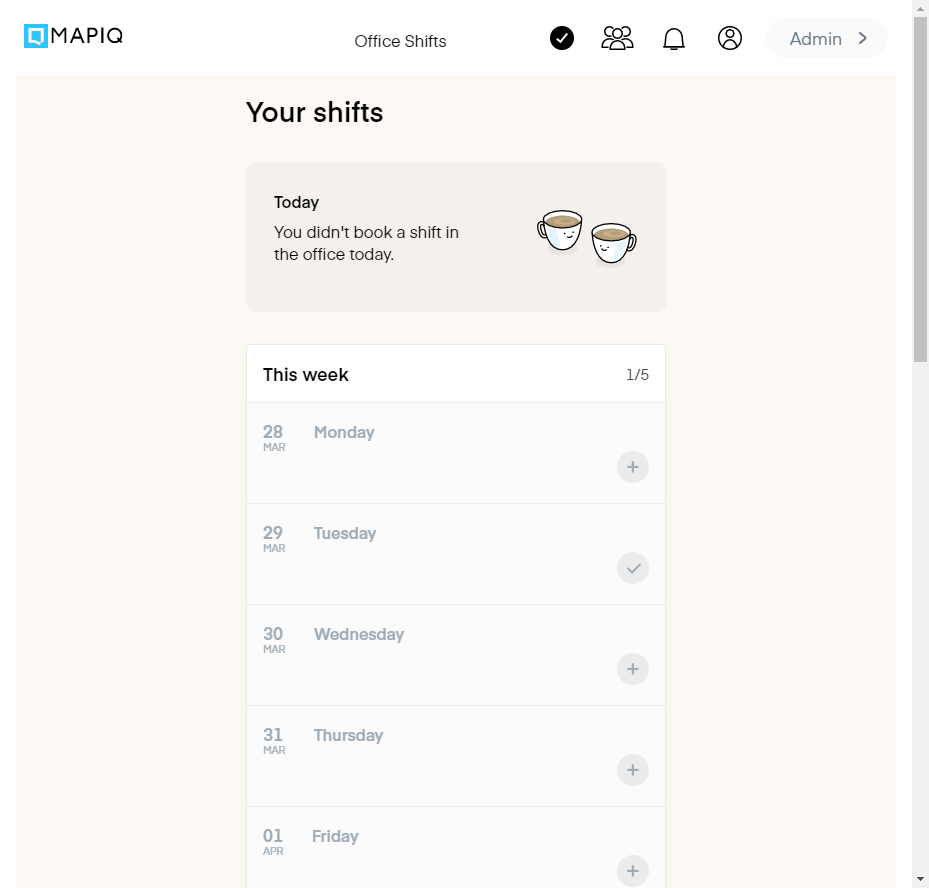 MAPIQ
Office Shifts
Admin
Your shifts
Today
You didn't book a shift in
the office today.
This week 1/5
28 Monday
MAR
29 Tuesday
MAR
30 Wednesday
MAR
31 Thursday
MAR
01 Friday
APR